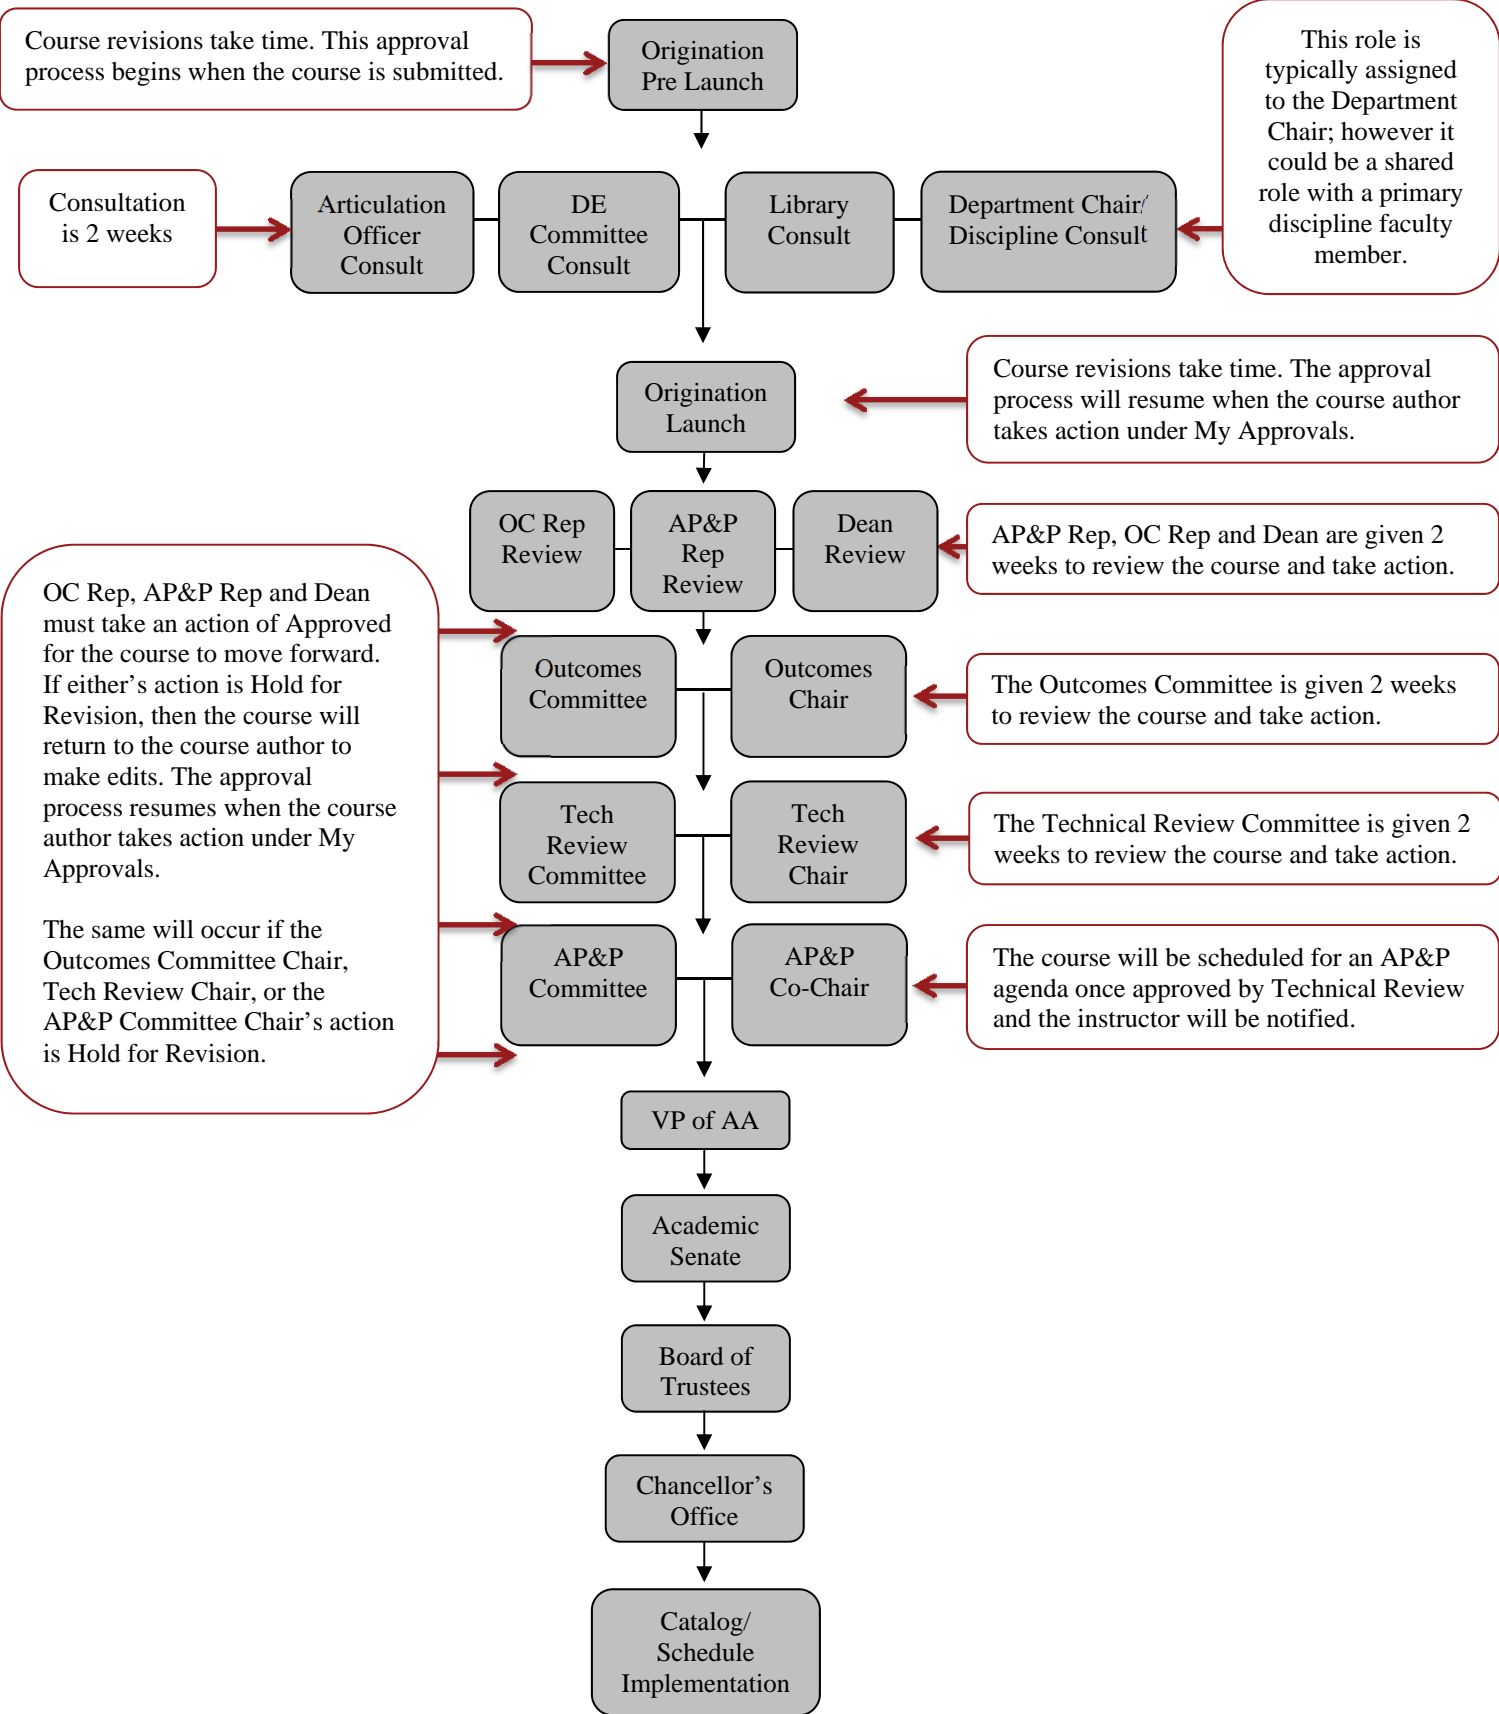 Course revisions take time. This approval
process begins when the course is submitted.
Origination
Pre Launch
This role is
typically assigned
to the Department
Chair; however it
could be a shared
role with a primary
discipline faculty
member.
Consultation
is 2 weeks
Articulation
Officer
Consult
DE
Committee
Consult
Library
Consult
Department Chair/
Discipline Consult
Origination
Launch
Course revisions take time. The approval
process will resume when the course author
takes action under My Approvals.
OC Rep
Review
AP&P
Rep
Review
Dean
Review
AP&P Rep, OC Rep and Dean are given 2
weeks to review the course and take action.
OC Rep, AP&P Rep and Dean
must take an action of Approved
for the course to move forward.
If either’s action is Hold for
Revision, then the course will
return to the course author to
make edits. The approval
process resumes when the course
author takes action under My
Approvals.
The same will occur if the
Outcomes Committee Chair,
Tech Review Chair, or the
AP&P Committee Chair’s action
is Hold for Revision.
Outcomes
Committee
Outcomes
Chair
The Outcomes Committee is given 2 weeks
to review the course and take action.
Tech
Review
Committee
Tech
Review
Chair
The Technical Review Committee is given 2
weeks to review the course and take action.
AP&P
Committee
AP&P
Co-Chair
The course will be scheduled for an AP&P
agenda once approved by Technical Review
and the instructor will be notified.
VP of AA
Academic
Senate
Board of
Trustees
Chancellor’s
Office
Catalog/
Schedule
Implementation